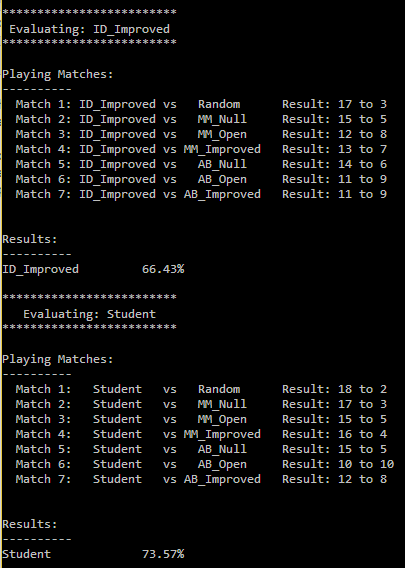 *************************
Evaluating: ID_Improved
*************************
Playing Matches:
----------
Match 1: ID_Improved vs Random Result: 17 to 3
Match 2: ID_Improved vs MM_Null Result: 15 to 5
Match 3: ID_Improved vs MM_Open Result: 12 to 8
Match 4: ID_Improved vs MM_Improved Result: 13 to 7
Match 5: ID_Improved vs AB_Null Result: 14 to 6
Match 6: ID_Improved vs AB_Open Result: 11 to 9
Match 7: ID_Improved vs AB_Improved Result: 11 to 9
Results:
----------
ID_Improved 66.43%
*************************
Evaluating: Student
*************************
Playing Matches:
----------
Match 1: Student vs Random Result: 18 to 2
Match 2: Student vs MM_Null Result: 17 to 3
Match 3: Student vs MM_Open Result: 15 to 5
Match 4: Student vs MM_Improved Result: 16 to 4
Match 5: Student vs AB_Null Result: 15 to 5
Match 6: Student vs AB_Open Result: 10 to 10
Match 7: Student vs AB_Improved Result: 12 to 8
Results:
----------
Student 73.57%